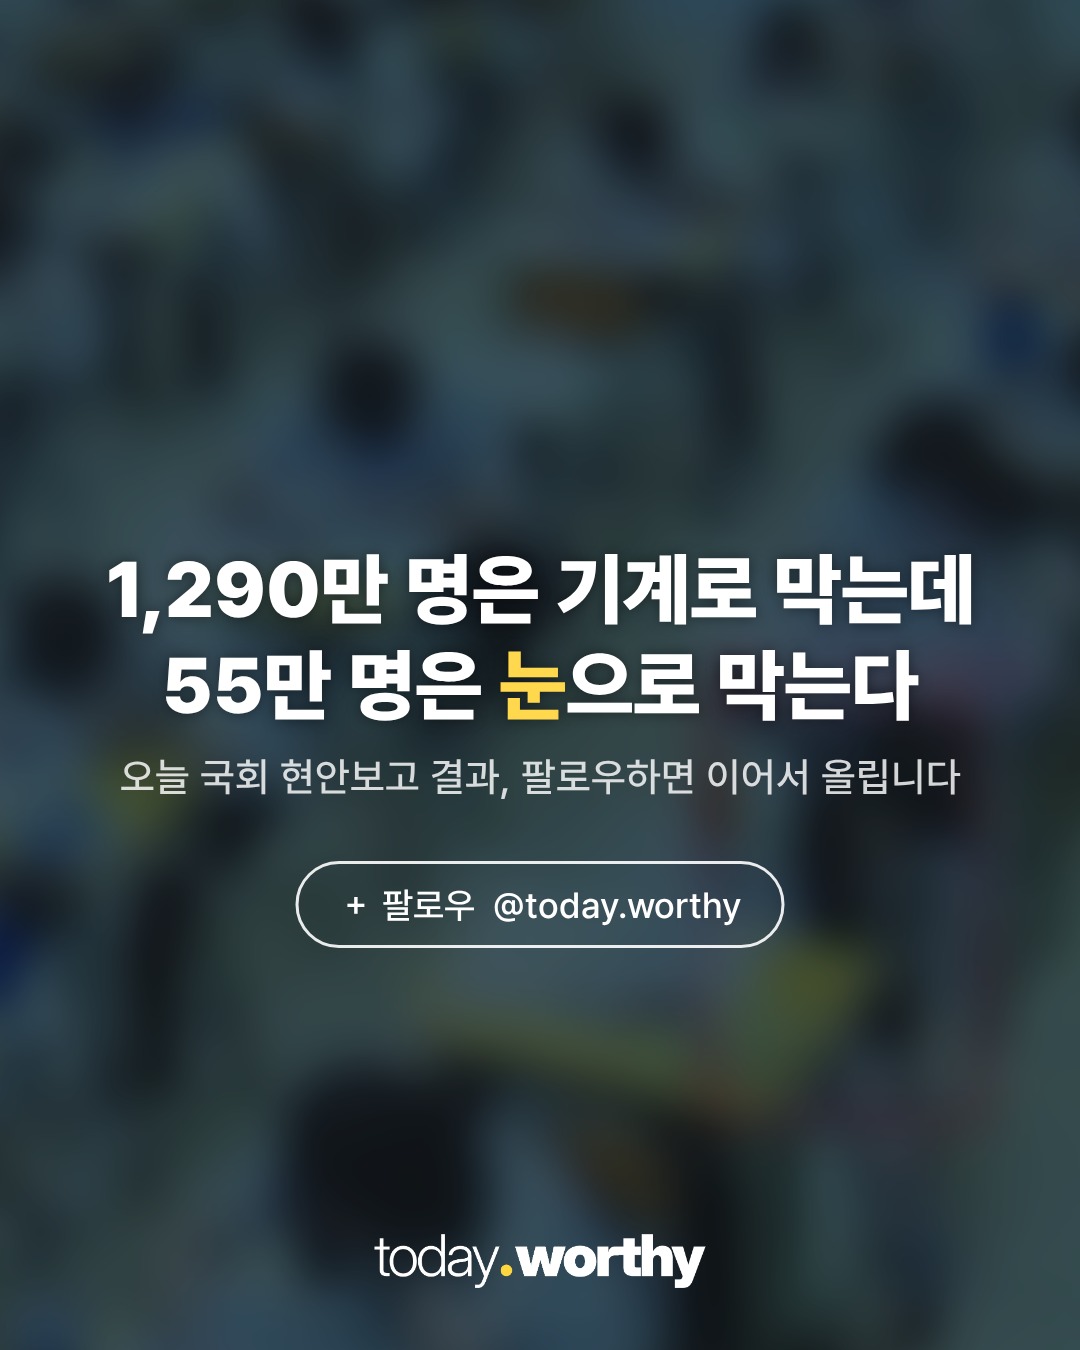 1,290만 명은 기계로 막는데
55만 명은 눈으로 막는다
오늘 국회 현안보고 결과, 팔로우하면 이어서 올립니다
+ 팔로우 @today.worthy
today.worthy